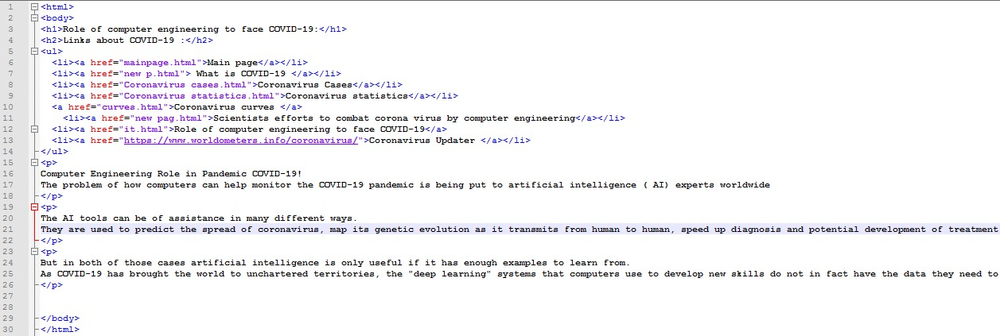 1 <html>
2 <body>
3 <h1>Role of computer engineering to face COVID-19:</h1>
4 <h2>Links about COVID-19 :</h2>
5 <ul>
6 <li><a href="mainpage.html">Main page</a></li>
7 <li><a href="new p.html"> What is COVID-19 </a></li>
8 <li><a href="Coronavirus cases.html">Coronavirus Cases</a></li>
9 <li><a href="Coronavirus statistics.html">Coronavirus statistics</a></li>
10 <a href="curves.html">Coronavirus curves </a>
11 <li><a href="new pag.html">Scientists efforts to combat corona virus by computer engineering</a></li>
12 <li><a href="it.html">Role of computer engineering to face COVID-19</a>
13 <li><a href="https://www.worldometers.info/coronavirus/">Coronavirus Updater </a></li>
14 </ul>
15 <p>
16 Computer Engineering Role in Pandemic COVID-19!
17 The problem of how computers can help monitor the COVID-19 pandemic is being put to artificial intelligence ( AI) experts worldwide
18 </p>
19 <p>
20 The AI tools can be of assistance in many different ways.
21 They are used to predict the spread of coronavirus, map its genetic evolution as it transmits from human to human, speed up diagnosis and potential development of treatment
22 </p>
23 <p>
24 But in both of those cases artificial intelligence is only useful if it has enough examples to learn from.
25 As COVID-19 has brought the world to unchartered territories, the "deep learning" systems that computers use to develop new skills do not in fact have the data they need to
26 </p>
27
28
29 </body>
30 </html>